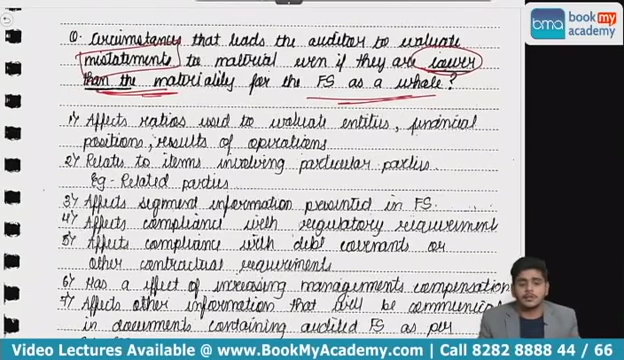 bma book my Academy
Q. Circumstances that leads the auditor to evaluate
misstatements to material even if they are lower
than the materiality for the FS as a whole?
1) Affects ratios used to evaluate entities, financial
positions, results of operations
2) Relates to items involving particular parties.
Eg- Related parties
3) Affects segment information presented in FS.
4) Affects compliance with regulatory requirement
5) Affects compliance with debt covenants or
other contractual requirements
6) Has a effect of increasing managements compensation
7) Affects other information that will be communica
in documents containing audited FS as per
Video Lectures Available @ www.BookMyAcademy.com | Call 8282 8888 44 / 66